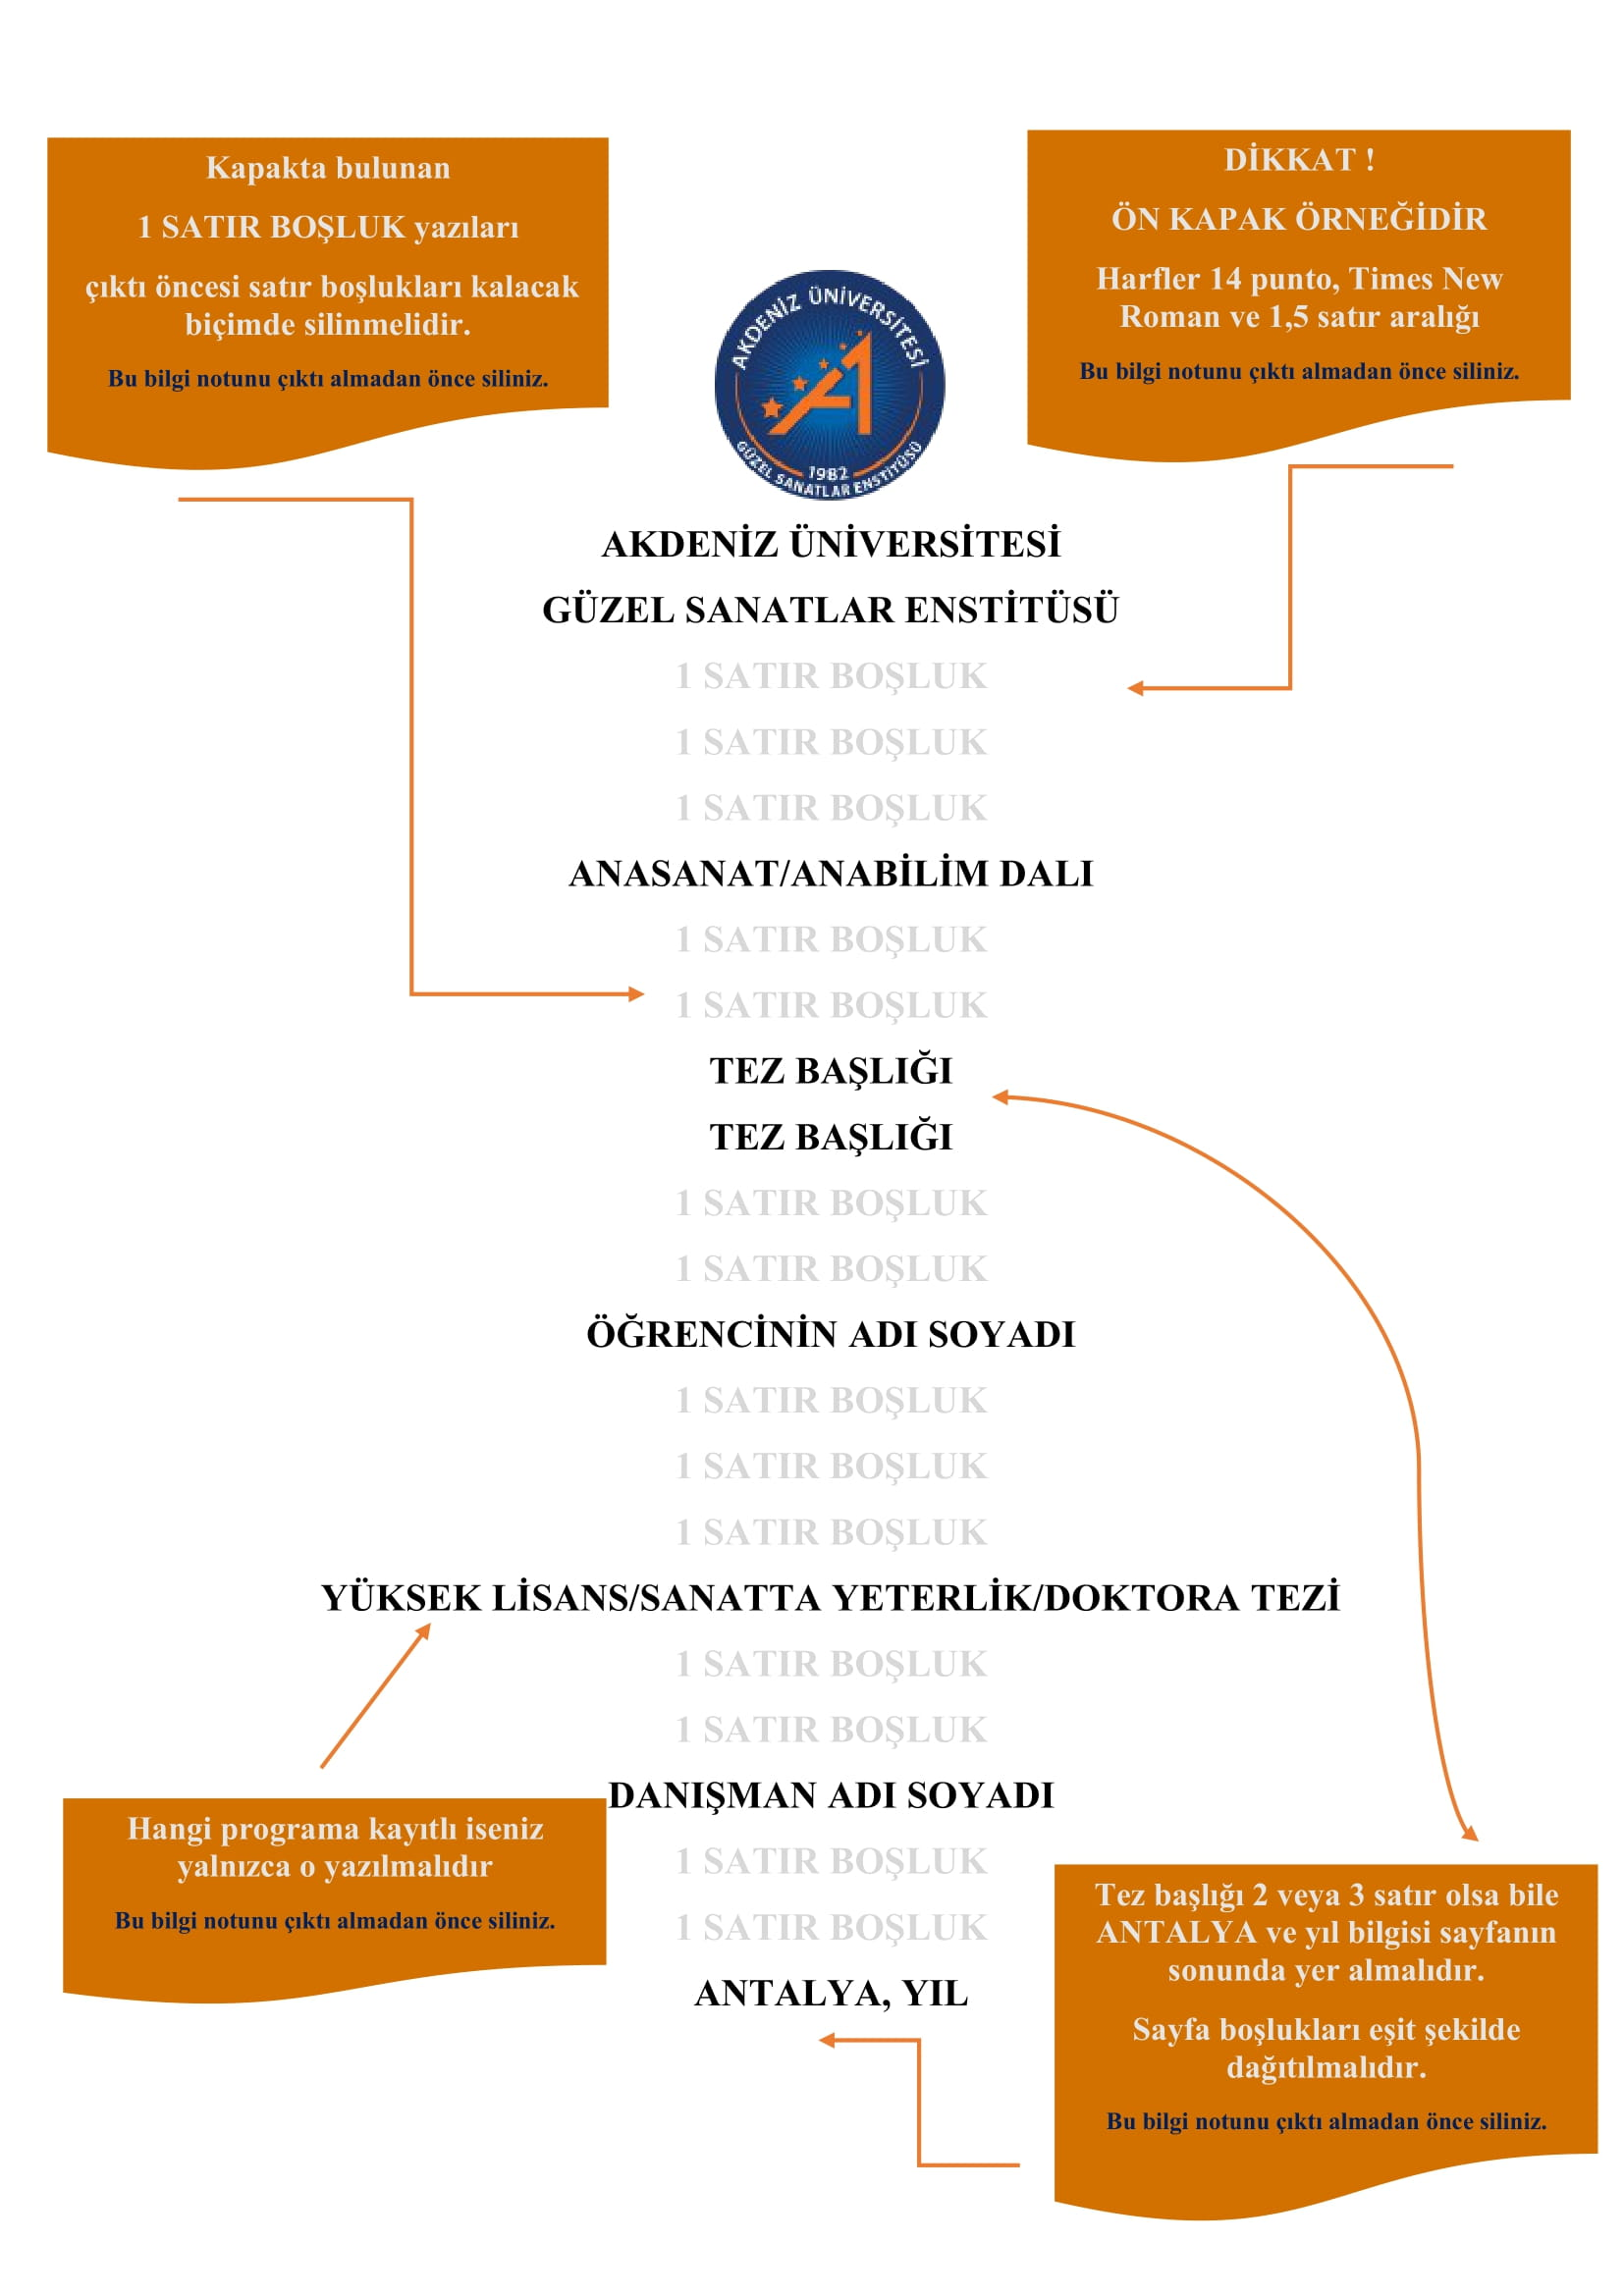 Kapakta bulunan
1 SATIR BOŞLUK yazıları
çıktı öncesi satır boşlukları kalacak
biçimde silinmelidir.
Bu bilgi notunu çıktı almadan önce siliniz.
DİKKAT !
ÖN KAPAK ÖRNEĞİDİR
Harfler 14 punto, Times New
Roman ve 1,5 satır aralığı
Bu bilgi notunu çıktı almadan önce siliniz.
AKDENİZ ÜNİVERSİTESİ
1982
GÜZEL SANATLAR ENSTİTÜSÜ
AKDENİZ ÜNİVERSİTESİ
GÜZEL SANATLAR ENSTİTÜSÜ
1 SATIR BOŞLUK
1 SATIR BOŞLUK
1 SATIR BOŞLUK
ANASANAT/ANABİLİM DALI
1 SATIR BOŞLUK
1 SATIR BOŞLUK
TEZ BAŞLIĞI
TEZ BAŞLIĞI
1 SATIR BOŞLUK
1 SATIR BOŞLUK
ÖĞRENCİNİN ADI SOYADI
1 SATIR BOŞLUK
1 SATIR BOŞLUK
1 SATIR BOŞLUK
YÜKSEK LİSANS/SANATTA YETERLİK/DOKTORA TEZİ
1 SATIR BOŞLUK
1 SATIR BOŞLUK
DANIŞMAN ADI SOYADI
1 SATIR BOŞLUK
1 SATIR BOŞLUK
ANTALYA, YIL
Hangi programa kayıtlı iseniz
yalnızca o yazılmalıdır
Bu bilgi notunu çıktı almadan önce siliniz.
Tez başlığı 2 veya 3 satır olsa bile
ANTALYA ve yıl bilgisi sayfanın
sonunda yer almalıdır.
Sayfa boşlukları eşit şekilde
dağıtılmalıdır.
Bu bilgi notunu çıktı almadan önce siliniz.